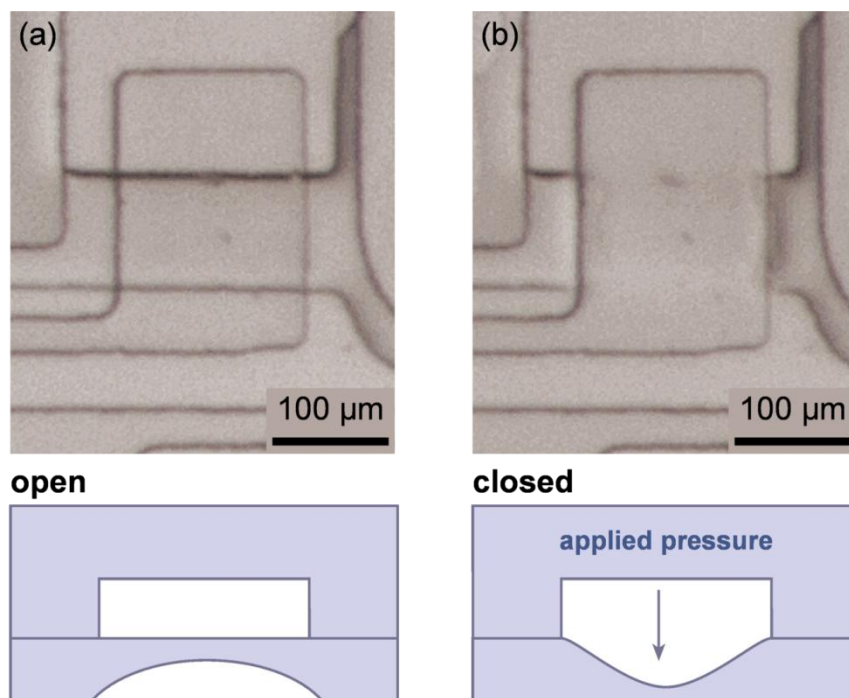 (a)
(b)
100 µm
100 µm
open
closed
applied pressure